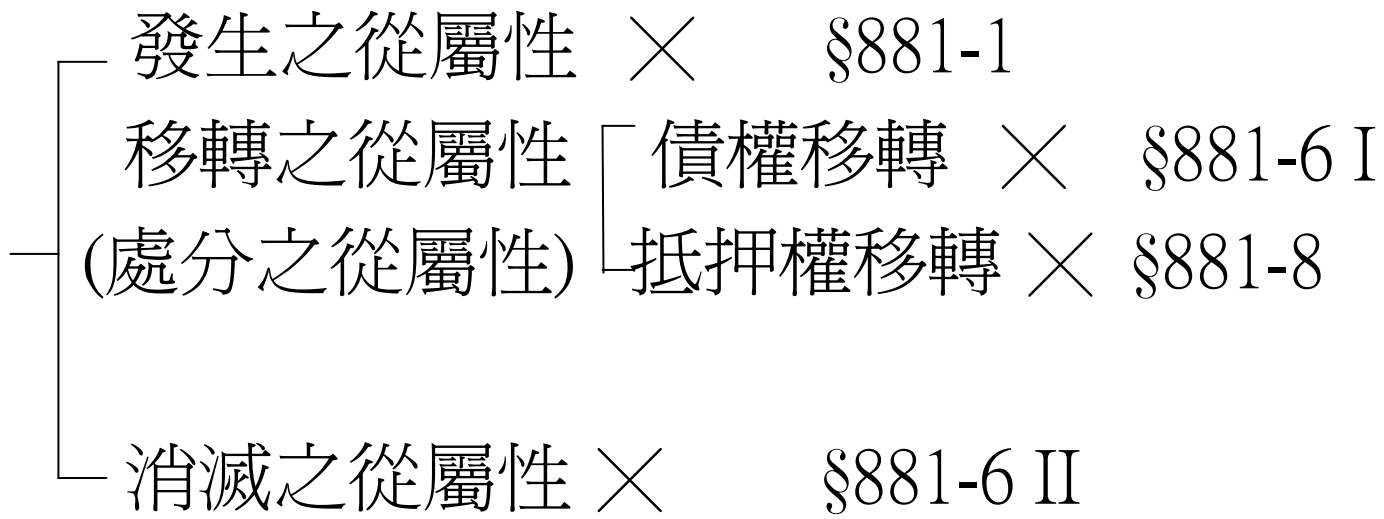 發生之從屬性 × §881-1
移轉之從屬性 債權移轉 × §881-6 I
(處分之從屬性) 抵押權移轉 × §881-8
消滅之從屬性 × §881-6 II